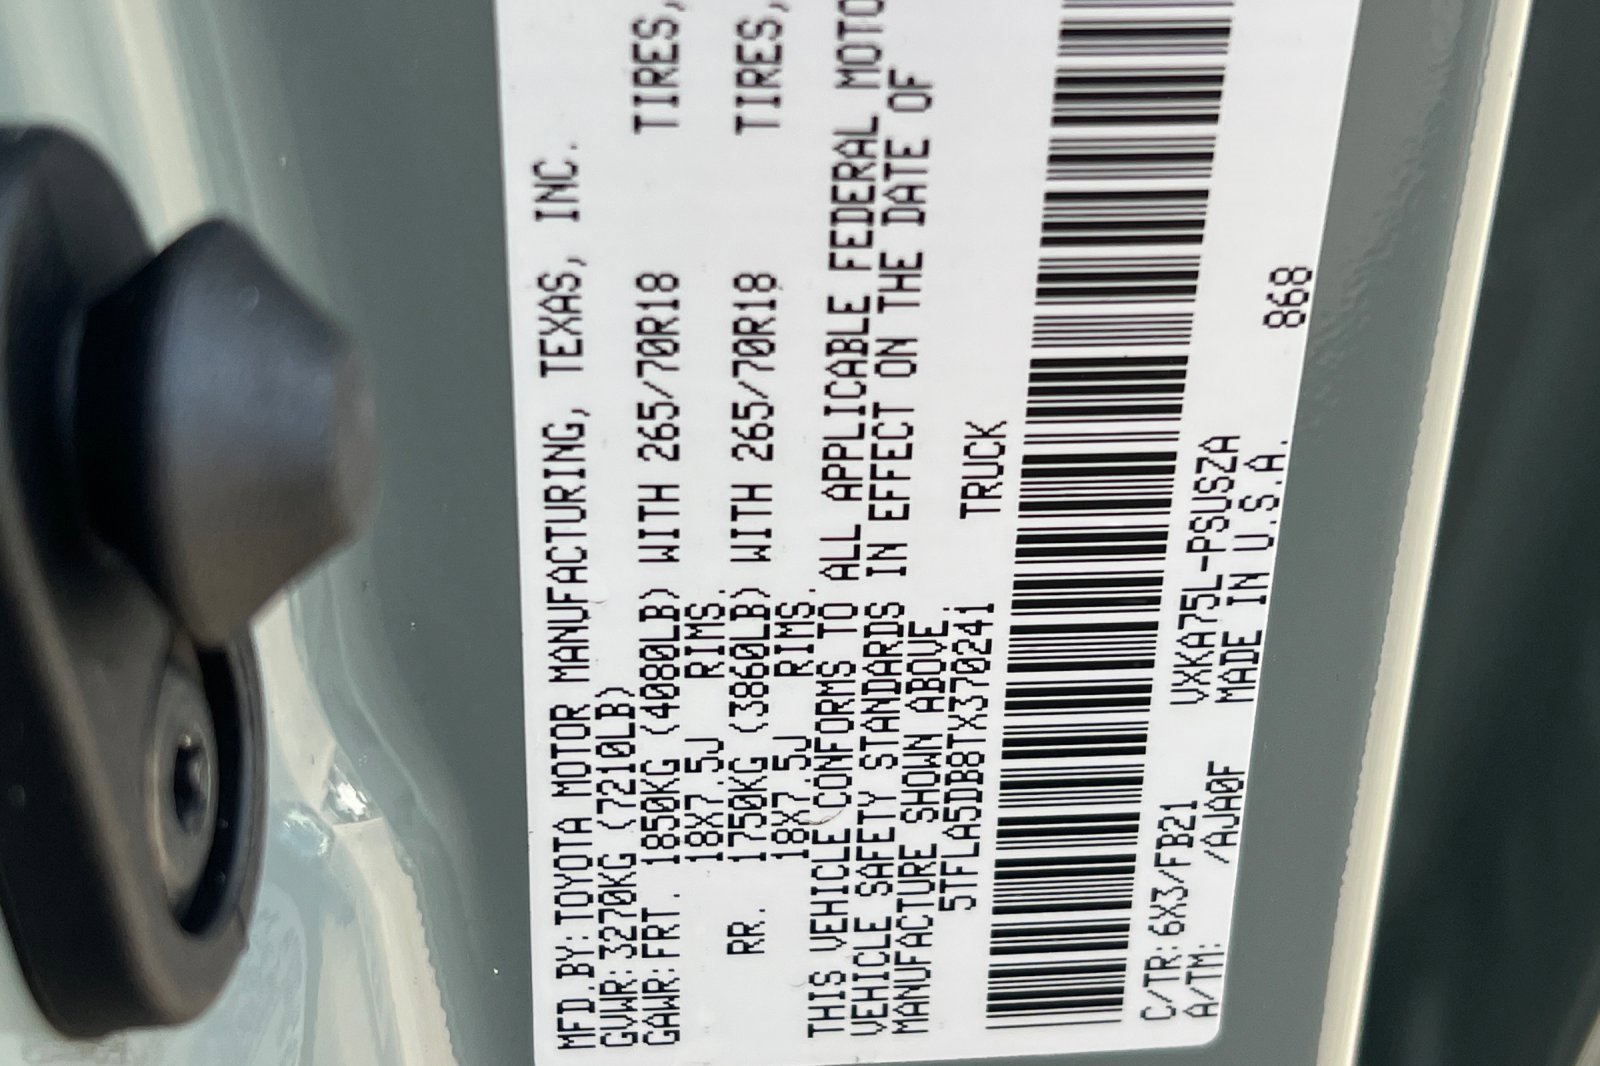 MFD.BY:TOYOTA MOTOR MANUFACTURING, TEXAS, INC.
GVWR:3270KG (7210LB)
GAWR:FRT. 1850KG (4080LB) WITH 265/70R18 TIRES,
18X7.5J RIMS.
RR. 1750KG (3860LB) WITH 265/70R18 TIRES,
18X7.5J RIMS.
THIS VEHICLE CONFORMS TO ALL APPLICABLE FEDERAL
VEHICLE SAFETY STANDARDS IN EFFECT ON THE DATE OF
MANUFACTURE SHOWN ABOVE.
5TFLA5DB8TX370241 TRUCK
C/TR:6X3/FB21 VXKA75L-PSUSZA
A/TM: /AJA0F MADE IN U.S.A. 868